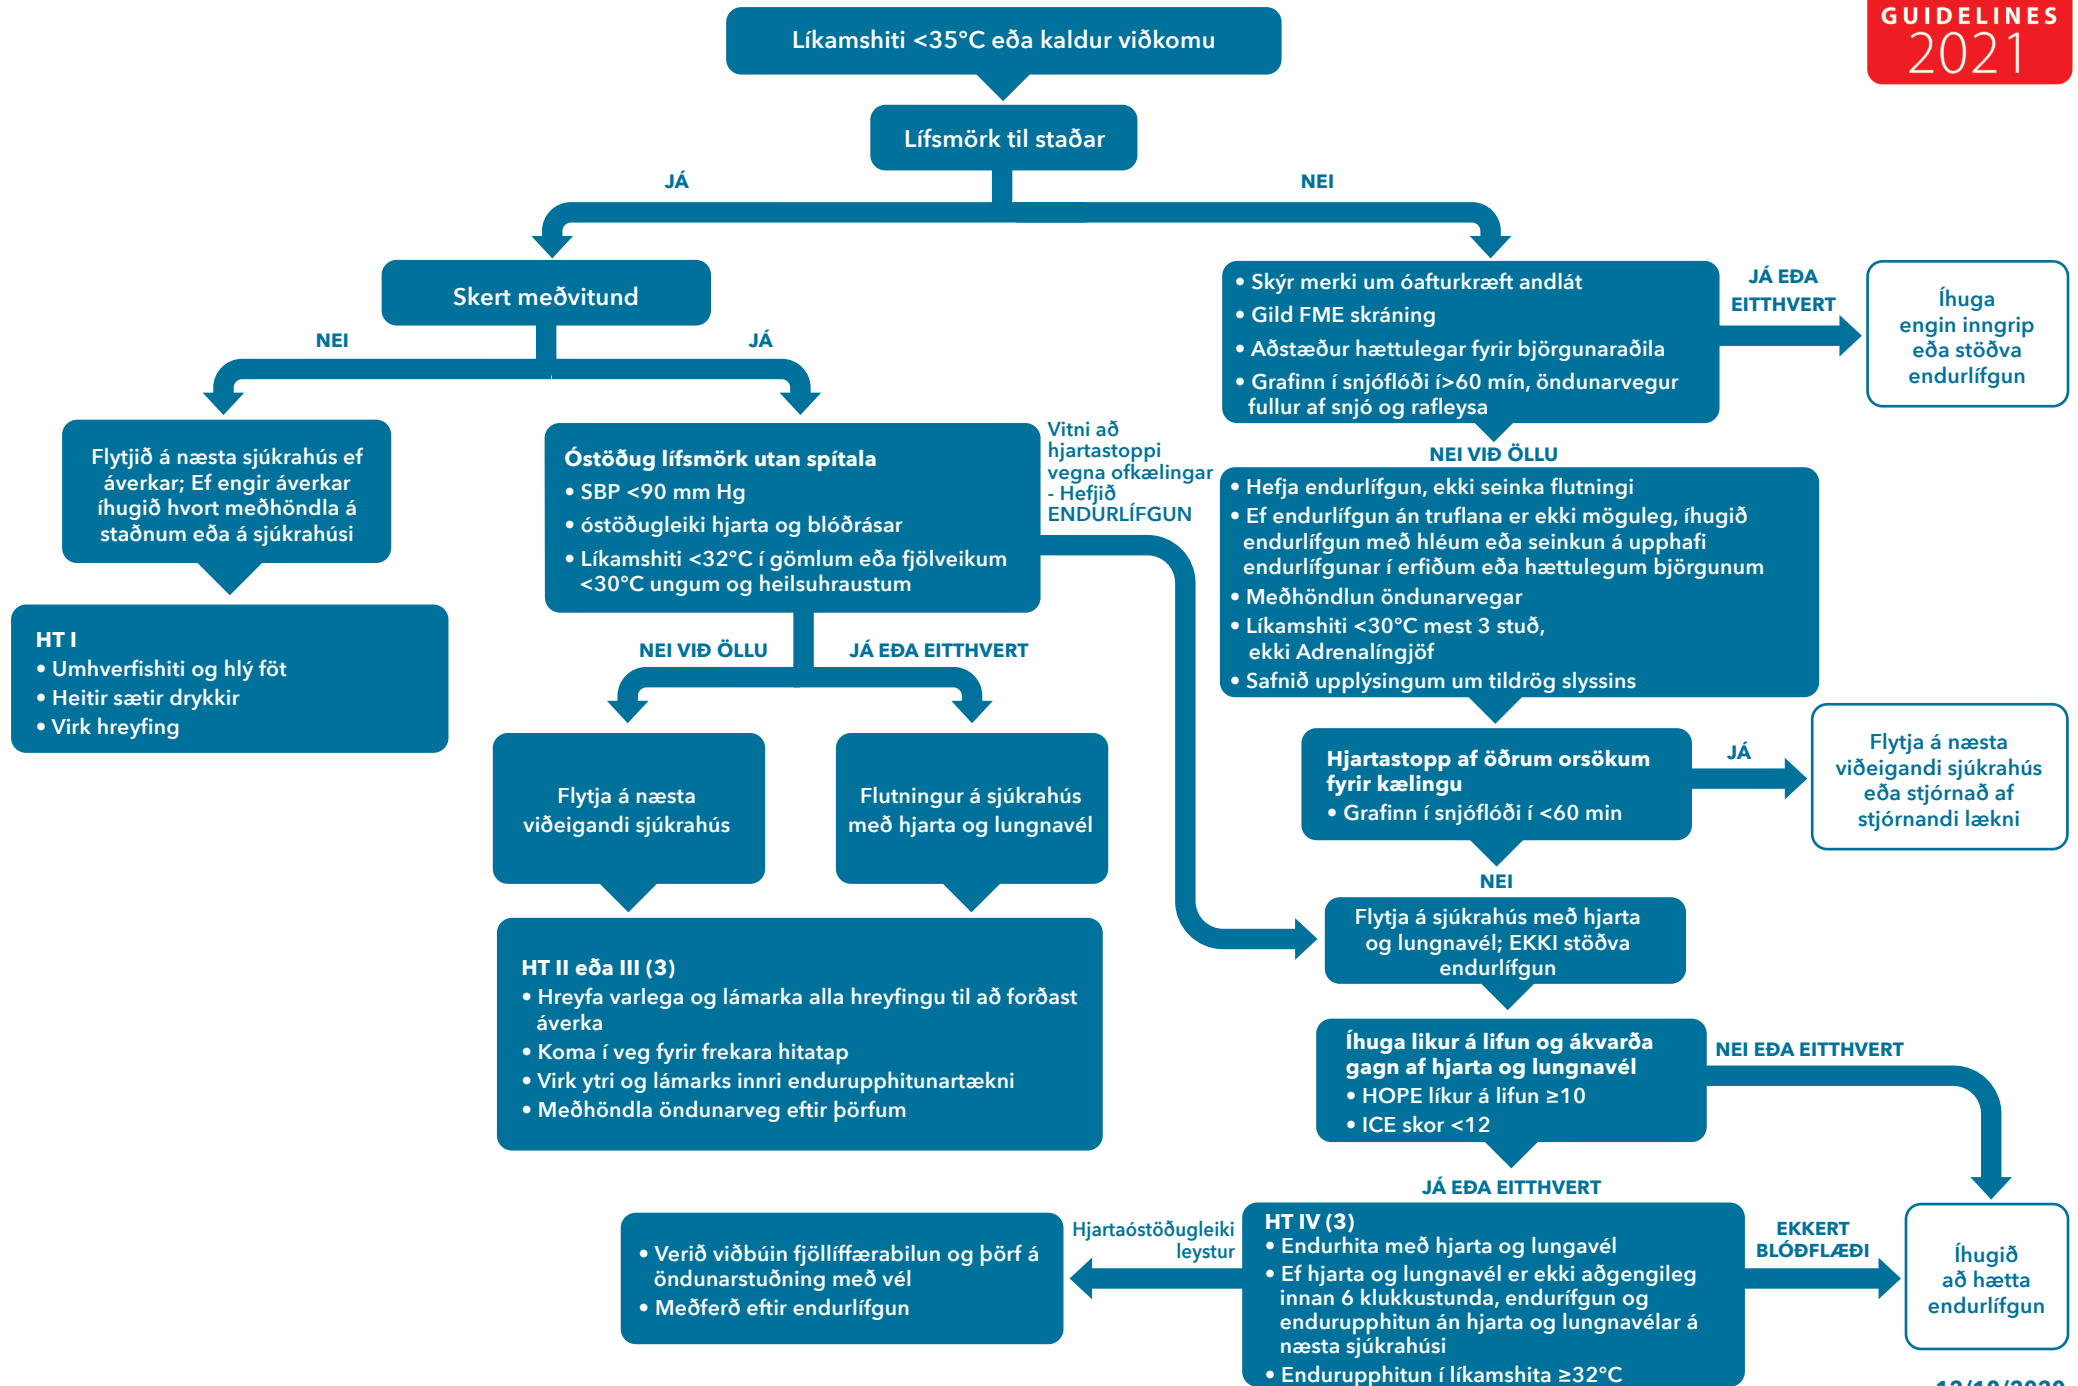 GUIDELINES
2021
Líkamshiti <35°C eða kaldur viðkomu
Lífsmörk til staðar
JÁ
NEI
Skert meðvitund
NEI
JÁ
• Skýr merki um óafturkræft andlát
• Gild FME skráning
• Aðstæður hættulegar fyrir björgunaraðila
• Grafinn í snjóflóði í>60 mín, öndunarvegur
fullur af snjó og rafleysa
JÁ EÐA
EITTHVERT
Íhuga
engin inngrip
eða stöðva
endurlífgun
Flytjið á næsta sjúkrahús ef
áverkar; Ef engir áverkar
íhugið hvort meðhöndla á
staðnum eða á sjúkrahúsi
HT I
• Umhverfishiti og hlý föt
• Heitir sætir drykkir
• Virk hreyfing
Óstöðug lífsmörk utan spítala
• SBP <90 mm Hg
• óstöðugleiki hjarta og blóðrásar
• Líkamshiti <32°C í gömlum eða fjölveikum
<30°C ungum og heilsuhraustum
Vitni að
hjartastoppi
vegna ofkælingar
- Hefjið
ENDURLÍFGUN
NEI VIÐ ÖLLU
• Hefja endurlífgun, ekki seinka flutningi
• Ef endurlífgun án truflana er ekki möguleg, íhugið
endurlífgun með hléum eða seinkun á upphafi
endurlífgunar í erfiðum eða hættulegum björgunum
• Meðhöndlun öndunarvegar
• Líkamshiti <30°C mest 3 stuð,
ekki Adrenalíngjöf
• Safnið upplýsingum um tildrög slyssins
NEI VIÐ ÖLLU
JÁ EÐA EITTHVERT
Flytja á næsta
viðeigandi sjúkrahús
Flutningur á sjúkrahús
með hjarta og lungnavél
Hjartastopp af öðrum orsökum
fyrir kælingu
• Grafinn í snjóflóði í <60 min
JÁ
Flytja á næsta
viðeigandi sjúkrahús
eða stjórnað af
stjórnandi lækni
NEI
Flytja á sjúkrahús með hjarta
og lungnavél; EKKI stöðva
endurlífgun
HT II eða III (3)
• Hreyfa varlega og lámarka alla hreyfingu til að forðast
áverka
• Koma í veg fyrir frekara hitatap
• Virk ytri og lámarks innri endurupphitunartækni
• Meðhöndla öndunarveg eftir þörfum
Íhuga likur á lifun og ákvarða
gagn af hjarta og lungnavél
• HOPE líkur á lifun ≥10
• ICE skor <12
NEI EÐA EITTHVERT
JÁ EÐA EITTHVERT
HT IV (3)
• Endurhita með hjarta og lungavél
• Ef hjarta og lungnavél er ekki aðgengileg
innan 6 klukkustunda, endurífgun og
endurupphitun án hjarta og lungnavélar á
næsta sjúkrahúsi
• Endurupphitun í líkamshita ≥32°C
Hjartaóstöðugleiki
leystur
• Verið viðbúin fjöllíffærabilun og þörf á
öndunarstuðning með vél
• Meðferð eftir endurlífgun
EKKERT
BLÓÐFLÆÐI
Íhugið
að hætta
endurlífgun